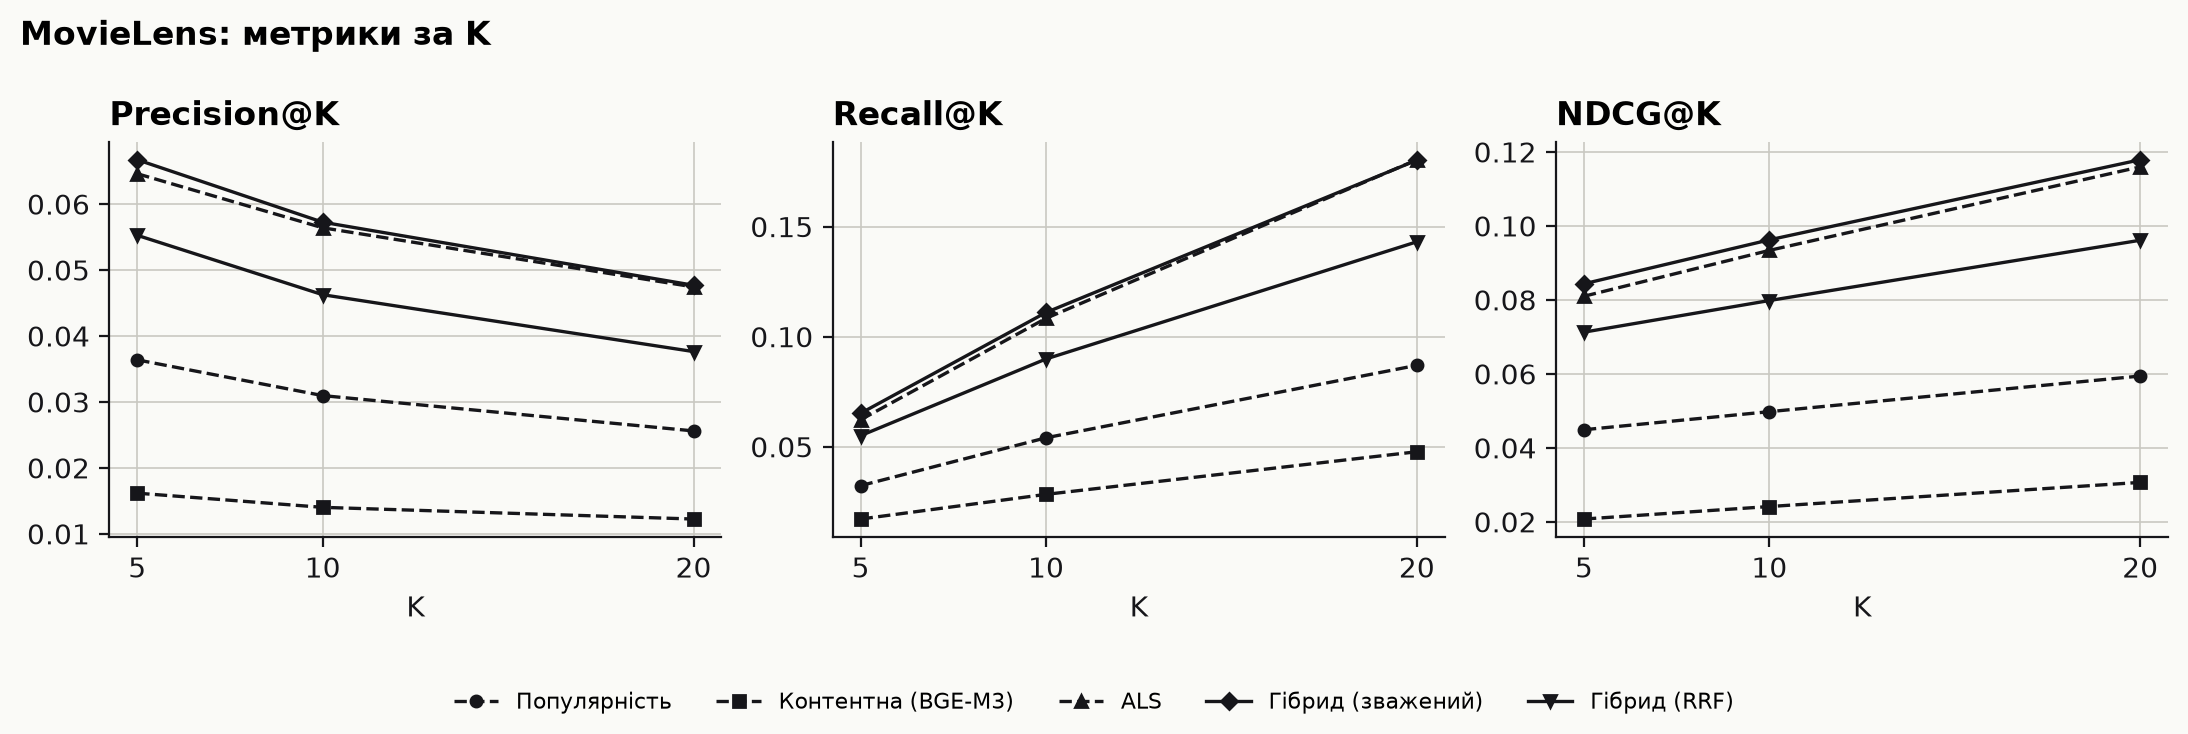 MovieLens: метрики за K
Precision@K
0.06
0.05
0.04
0.03
0.02
0.01
5 10 20
K
Recall@K
0.15
0.10
0.05
5 10 20
K
NDCG@K
0.12
0.10
0.08
0.06
0.04
0.02
5 10 20
K
Популярність Контентна (BGE-M3) ALS Гібрид (зважений) Гібрид (RRF)